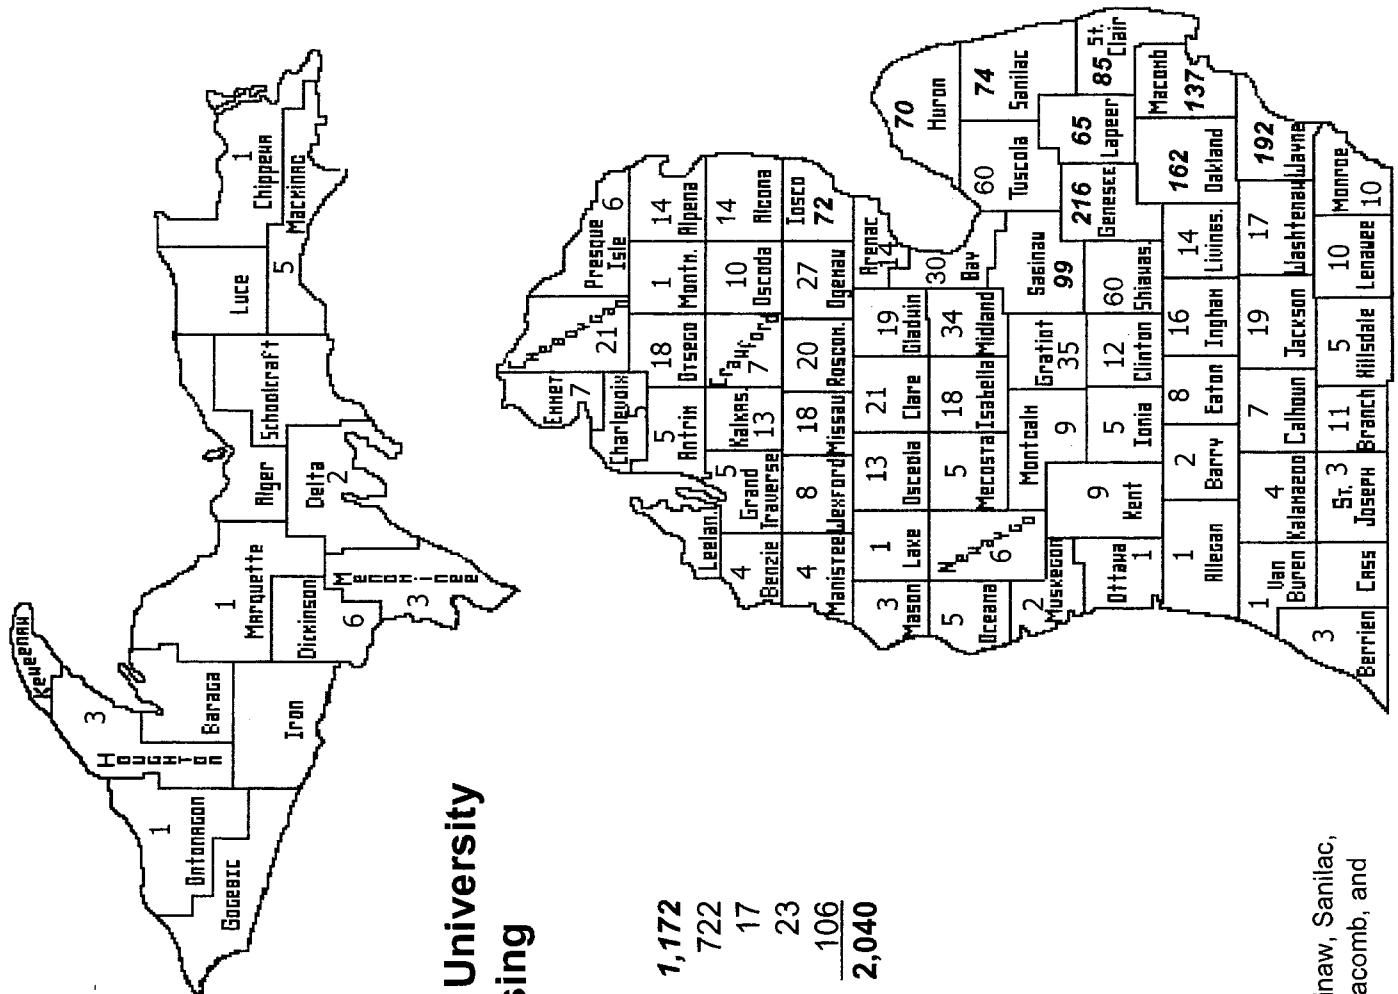 University
sing
1,172
722
17
23
106
2,040
inaw, Sanilac,
acomb, and
Keweenaw
Houghton
3
Ontonagon
1
Gogebic
Baraga
Iron
Marquette
1
Dickinson
6
Menominee
3
Alger
Delta
2
Schoolcraft
Luce
Chippewa
1
Mackinac
5
Emmet
7
Cheboygan
21
Presque
Isle
6
Charlevoix
5
Leelan.
Antrim
5
Otsego
18
Montm.
1
Alpena
14
Benzie
4
Grand
Traverse
5
Kalkas.
13
Crawford
7
Oscoda
10
Alcona
14
Manistee
4
Wexford
8
Missau
18
Roscom.
20
Ogemaw
27
Iosco
72
Mason
3
Lake
1
Osceola
13
Clare
21
Gladwin
19
Arenac
14
Oceana
5
Newaygo
6
Mecosta
5
Isabella
18
Midland
34
Bay
30
Huron
70
Muskegon
2
Montcalm
9
Gratiot
35
Saginaw
99
Tuscola
60
Sanilac
74
Ottawa
1
Kent
9
Ionia
5
Clinton
12
Shiawas.
60
Genesee
216
Lapeer
65
St.
Clair
85
Allegan
1
Barry
2
Eaton
8
Ingham
16
Livings.
14
Oakland
162
Macomb
137
Van
Buren
1
Kalamazoo
4
Calhoun
7
Jackson
19
Washtenaw
17
Wayne
192
Berrien
3
Cass
St.
Joseph
3
Branch
11
Hillsdale
5
Lenawee
10
Monroe
10